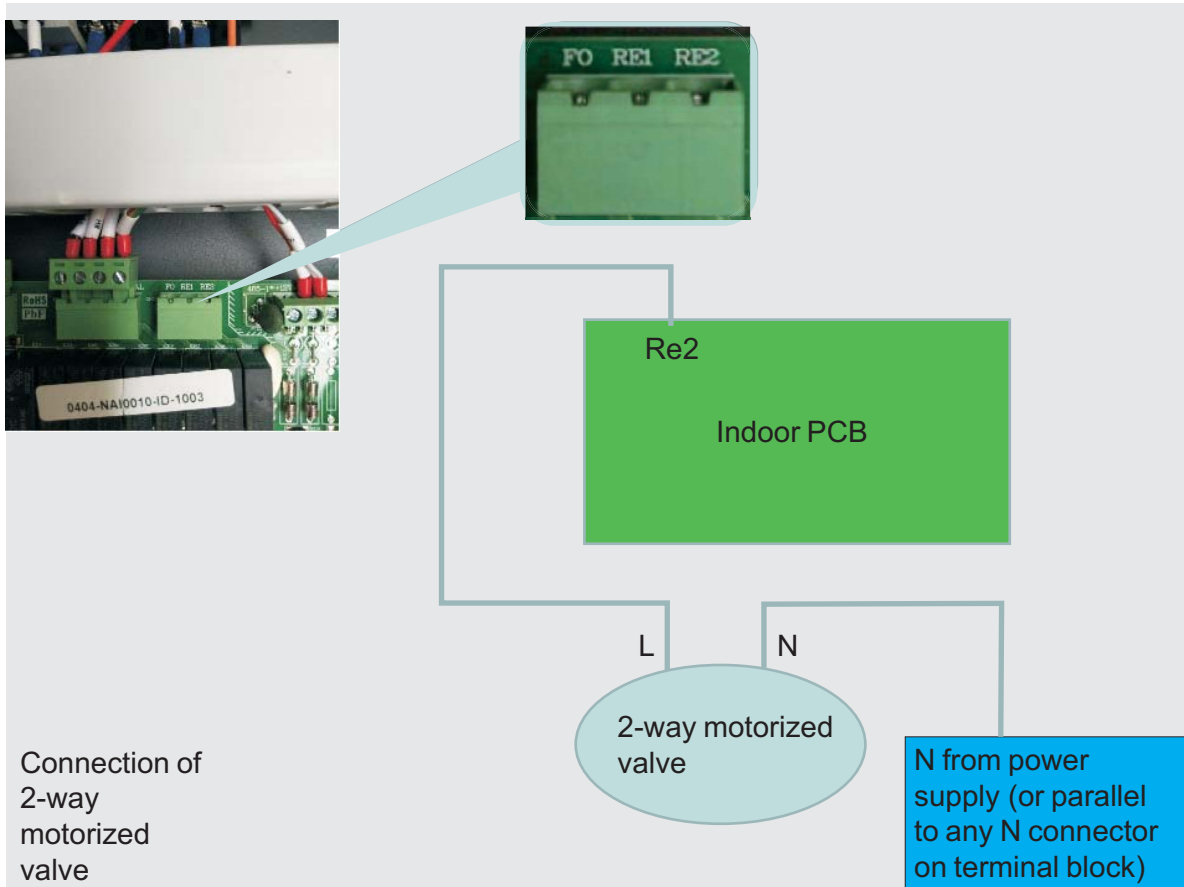 FO RE1 RE2
FO RE1 RE2
RoHS
PbF
0404-NAI0010-ID-1003
Re2
Indoor PCB
L
N
2-way motorized
valve
Connection of
2-way
motorized
valve
N from power
supply (or parallel
to any N connector
on terminal block)